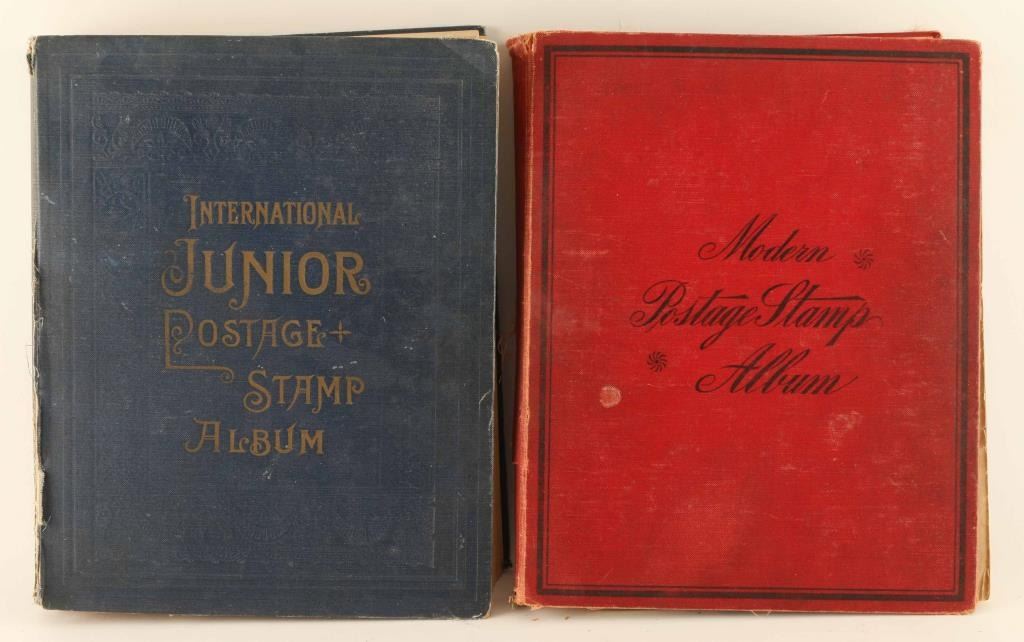 INTERNATIONAL
JUNIOR
POSTAGE +
STAMP
ALBUM
Modern
Postage Stamp
Album